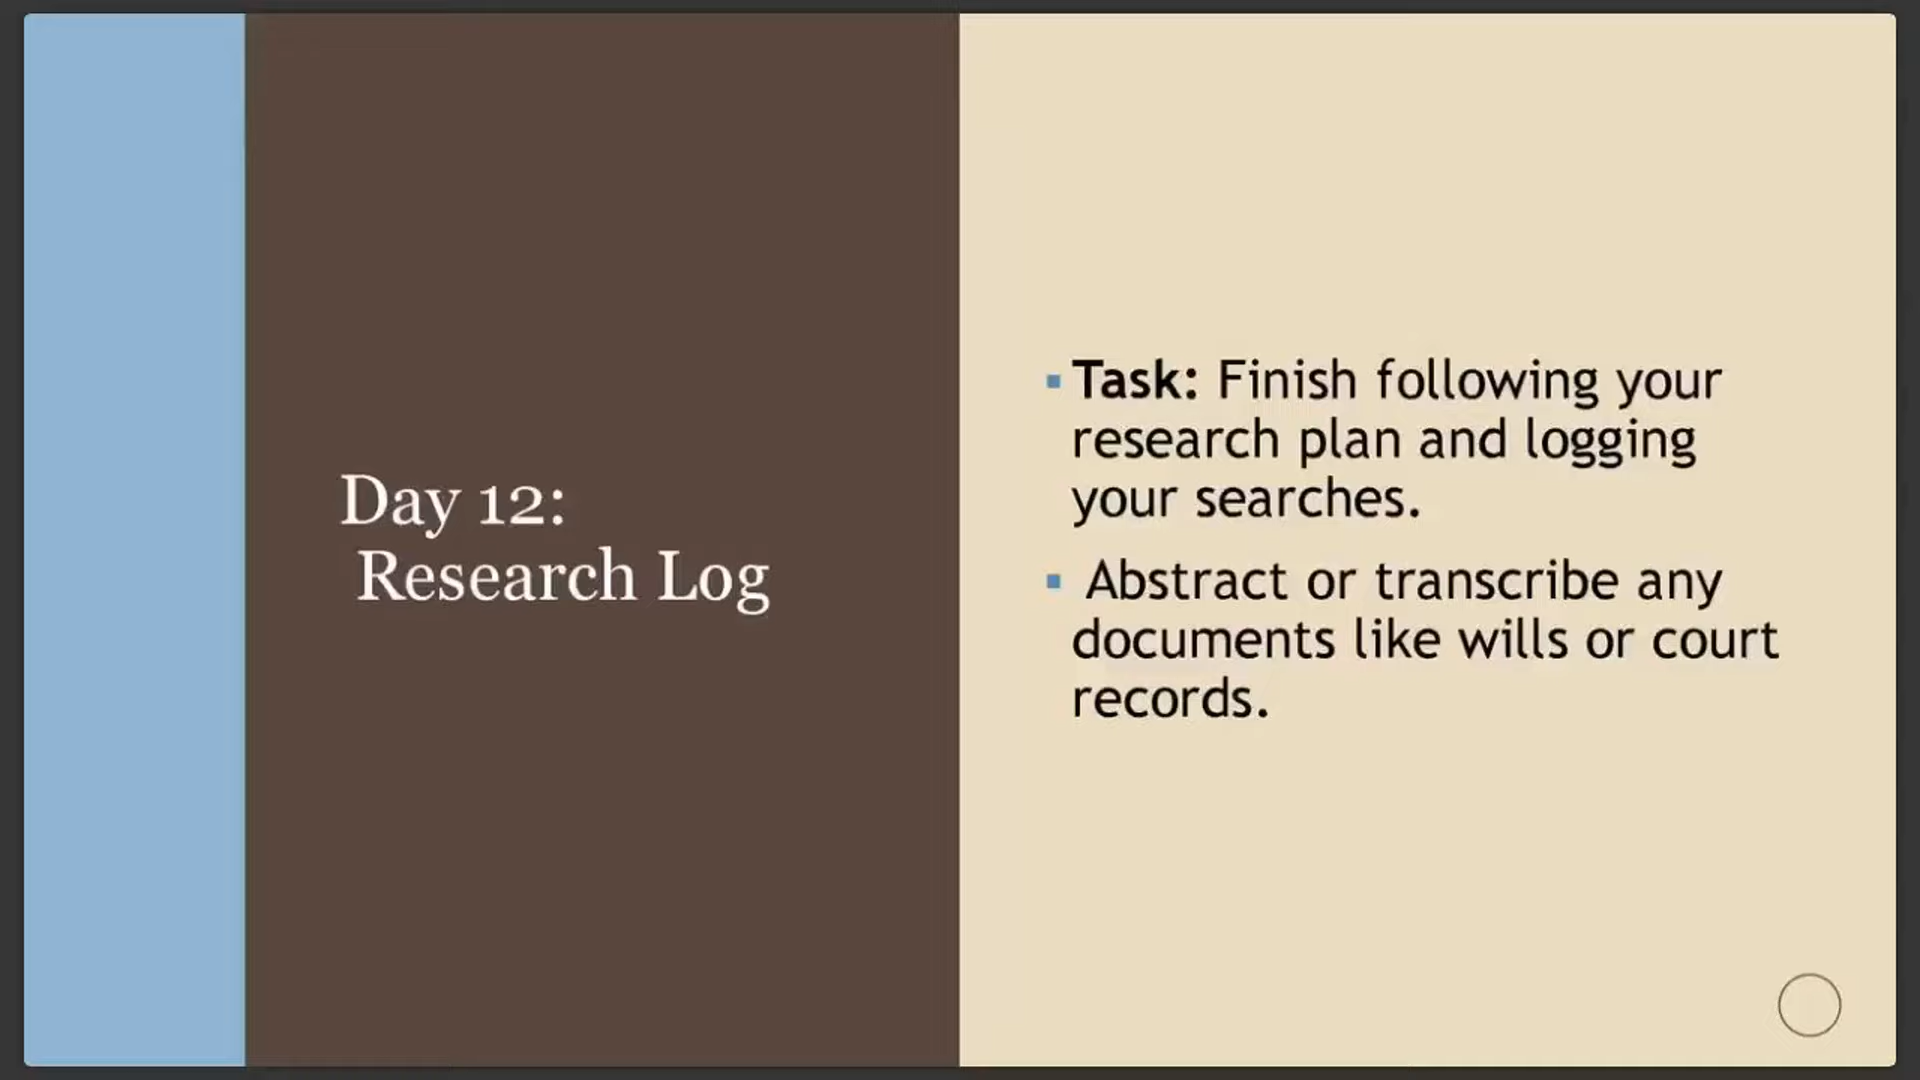 Day 12:
Research Log
Task: Finish following your
research plan and logging
your searches.
Abstract or transcribe any
documents like wills or court
records.